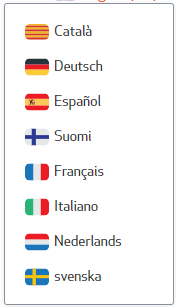 Català
Deutsch
Español
Suomi
Français
Italiano
Nederlands
svenska